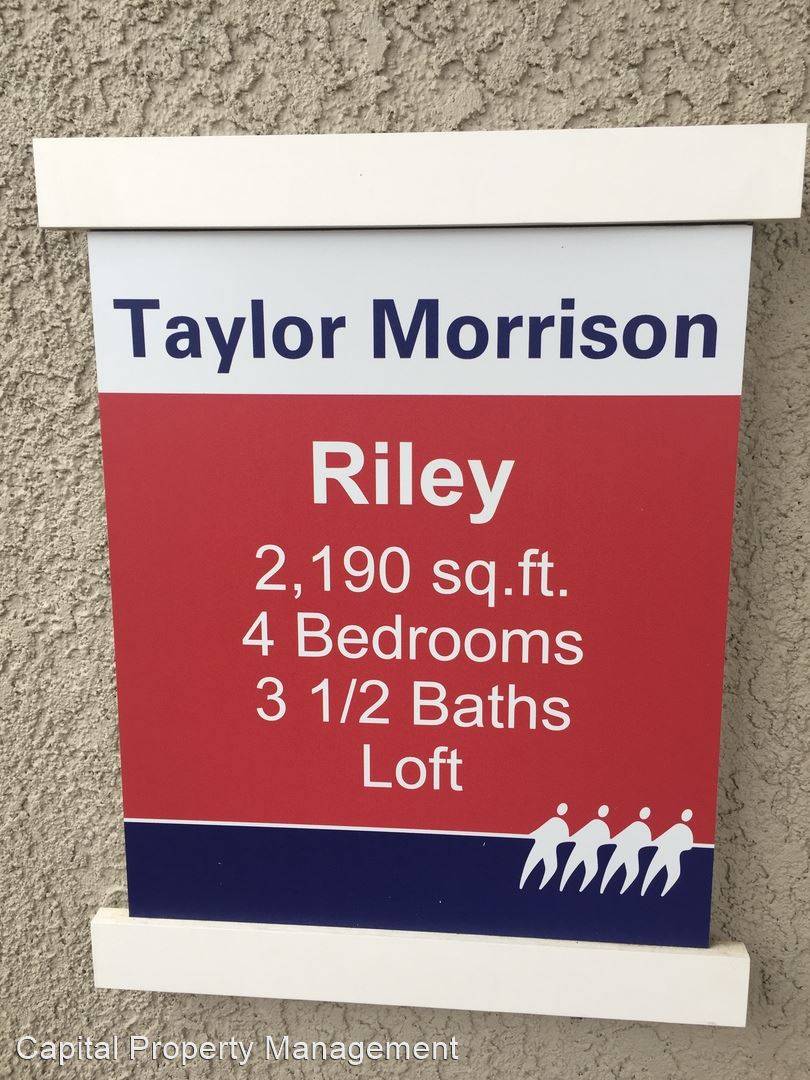 Taylor Morrison
Riley
2,190 sq.ft.
4 Bedrooms
3 1/2 Baths
Loft
Capital Property Management